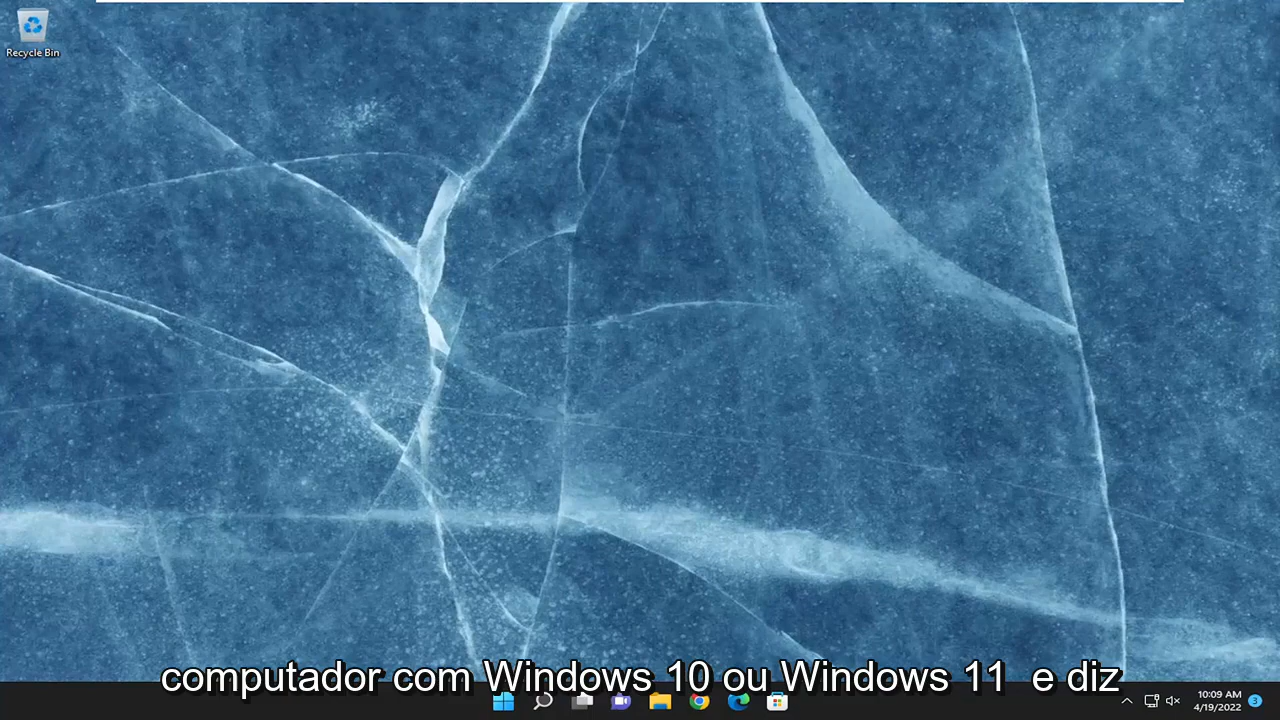 Recycle Bin
computador com Windows 10 ou Windows 11 e diz
10:09 AM
4/19/2022
3